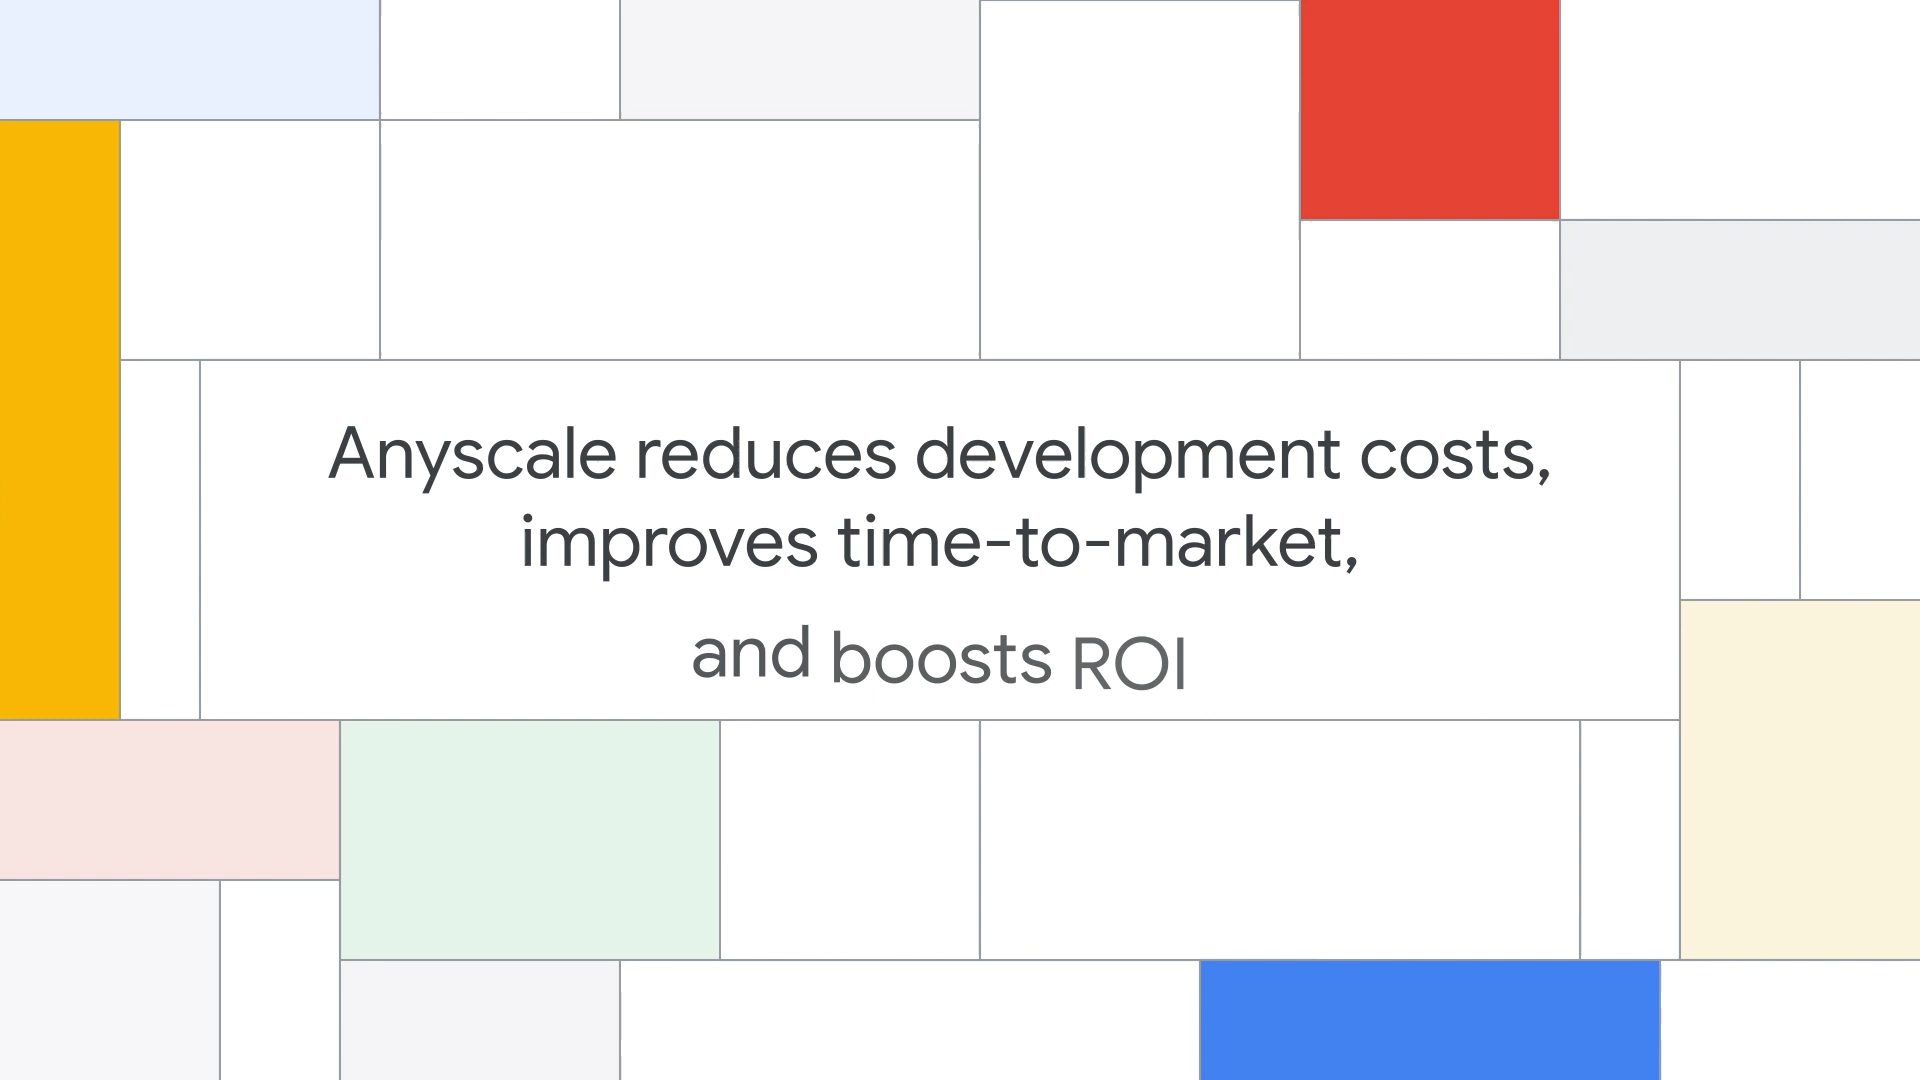 Anyscale reduces development costs,
improves time-to-market,
and boosts ROI